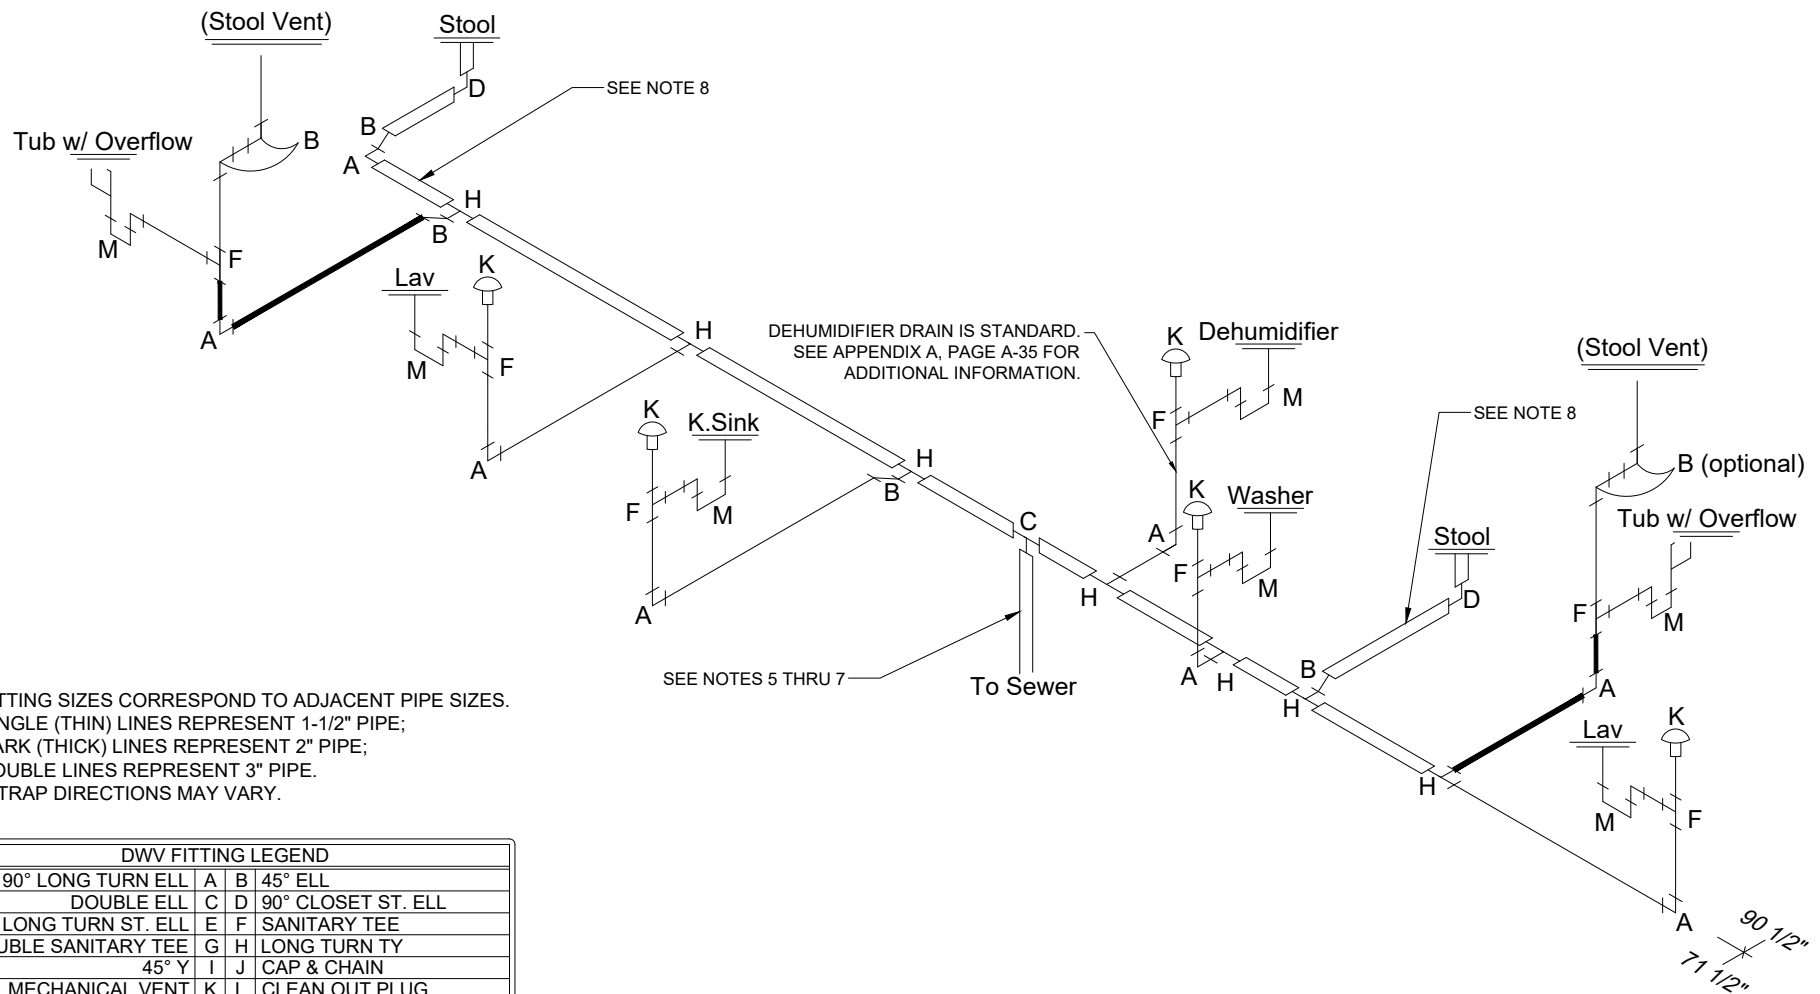 (Stool Vent)
Stool
D
SEE NOTE 8
Tub w/ Overflow
B
B
A
H
M
F
B
K
Lav
A
H
DEHUMIDIFIER DRAIN IS STANDARD.
SEE APPENDIX A, PAGE A-35 FOR
ADDITIONAL INFORMATION.
K
Dehumidifier
(Stool Vent)
M
F
M
K
K.Sink
F
SEE NOTE 8
A
H
B
B (optional)
F
M
K
Washer
Tub w/ Overflow
C
A
Stool
F
M
H
D
F
M
A
SEE NOTES 5 THRU 7
To Sewer
A
H
B
A
H
K
Lav
H
M
F
A
90 1/2"
71 1/2"
TTING SIZES CORRESPOND TO ADJACENT PIPE SIZES.
NGLE (THIN) LINES REPRESENT 1-1/2" PIPE;
ARK (THICK) LINES REPRESENT 2" PIPE;
OUBLE LINES REPRESENT 3" PIPE.
TRAP DIRECTIONS MAY VARY.
DWV FITTING LEGEND
90° LONG TURN ELL A B 45° ELL
DOUBLE ELL C D 90° CLOSET ST. ELL
LONG TURN ST. ELL E F SANITARY TEE
UBLE SANITARY TEE G H LONG TURN TY
45° Y I J CAP & CHAIN
MECHANICAL VENT K L CLEAN OUT PLUG